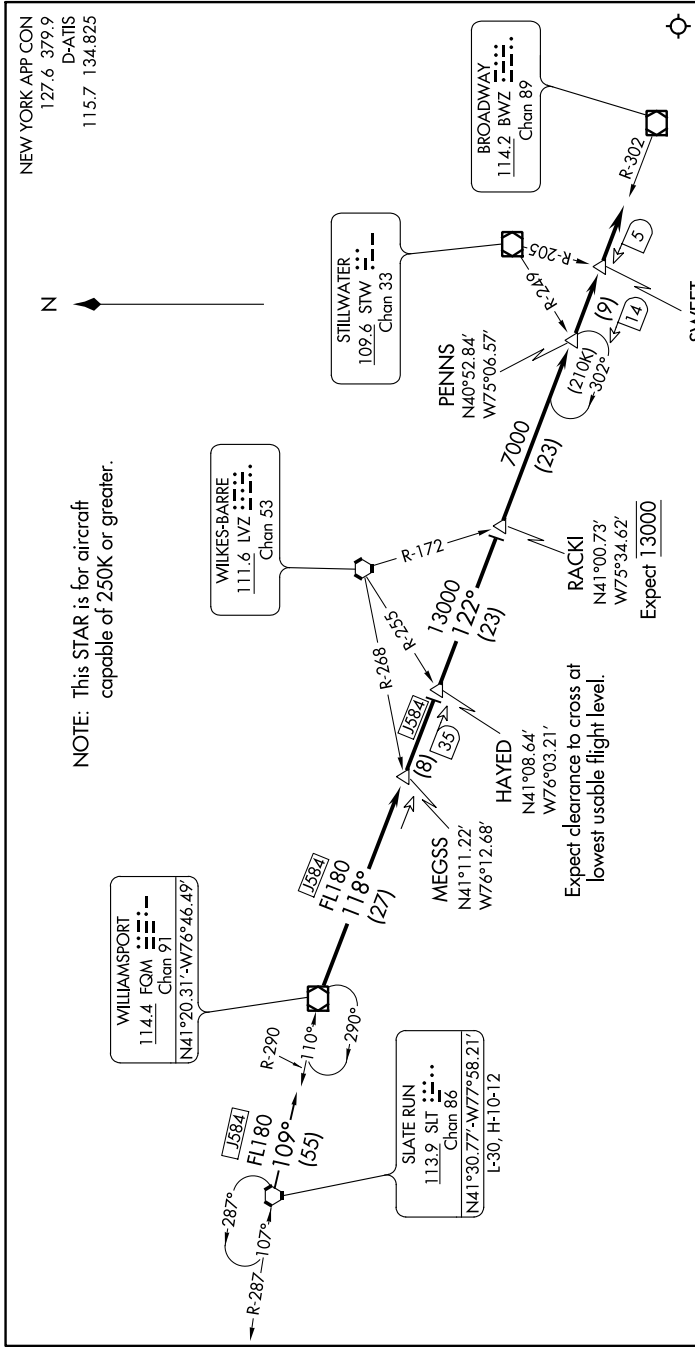 NEW YORK APP CON
127.6 379.9
D-ATIS
115.7 134.825
N
NOTE: This STAR is for aircraft
capable of 250K or greater.
WILLIAMSPORT
114.4 FQM
Chan 91
N41°20.31'-W76°46.49'
WILKES-BARRE
111.6 LVZ
Chan 53
STILLWATER
109.6 STW
Chan 33
BROADWAY
114.2 BWZ
Chan 89
SLATE RUN
113.9 SLT
Chan 86
N41°30.77'-W77°58.21'
L-30, H-10-12
R-287
287°
107°
J584
FL180
109°
(55)
R-290
110°
290°
J584
FL180
118°
(27)
MEGSS
N41°11.22'
W76°12.68'
R-268
R-255
R-172
J584
(8)
35
HAYED
N41°08.64'
W76°03.21'
Expect clearance to cross at
lowest usable flight level.
13000
122°
(23)
RACKI
N41°00.73'
W75°34.62'
Expect 13000
7000
(23)
PENNS
N40°52.84'
W75°06.57'
R-249
R-205
(210K)
302°
(9)
14
5
R-302
SWEET